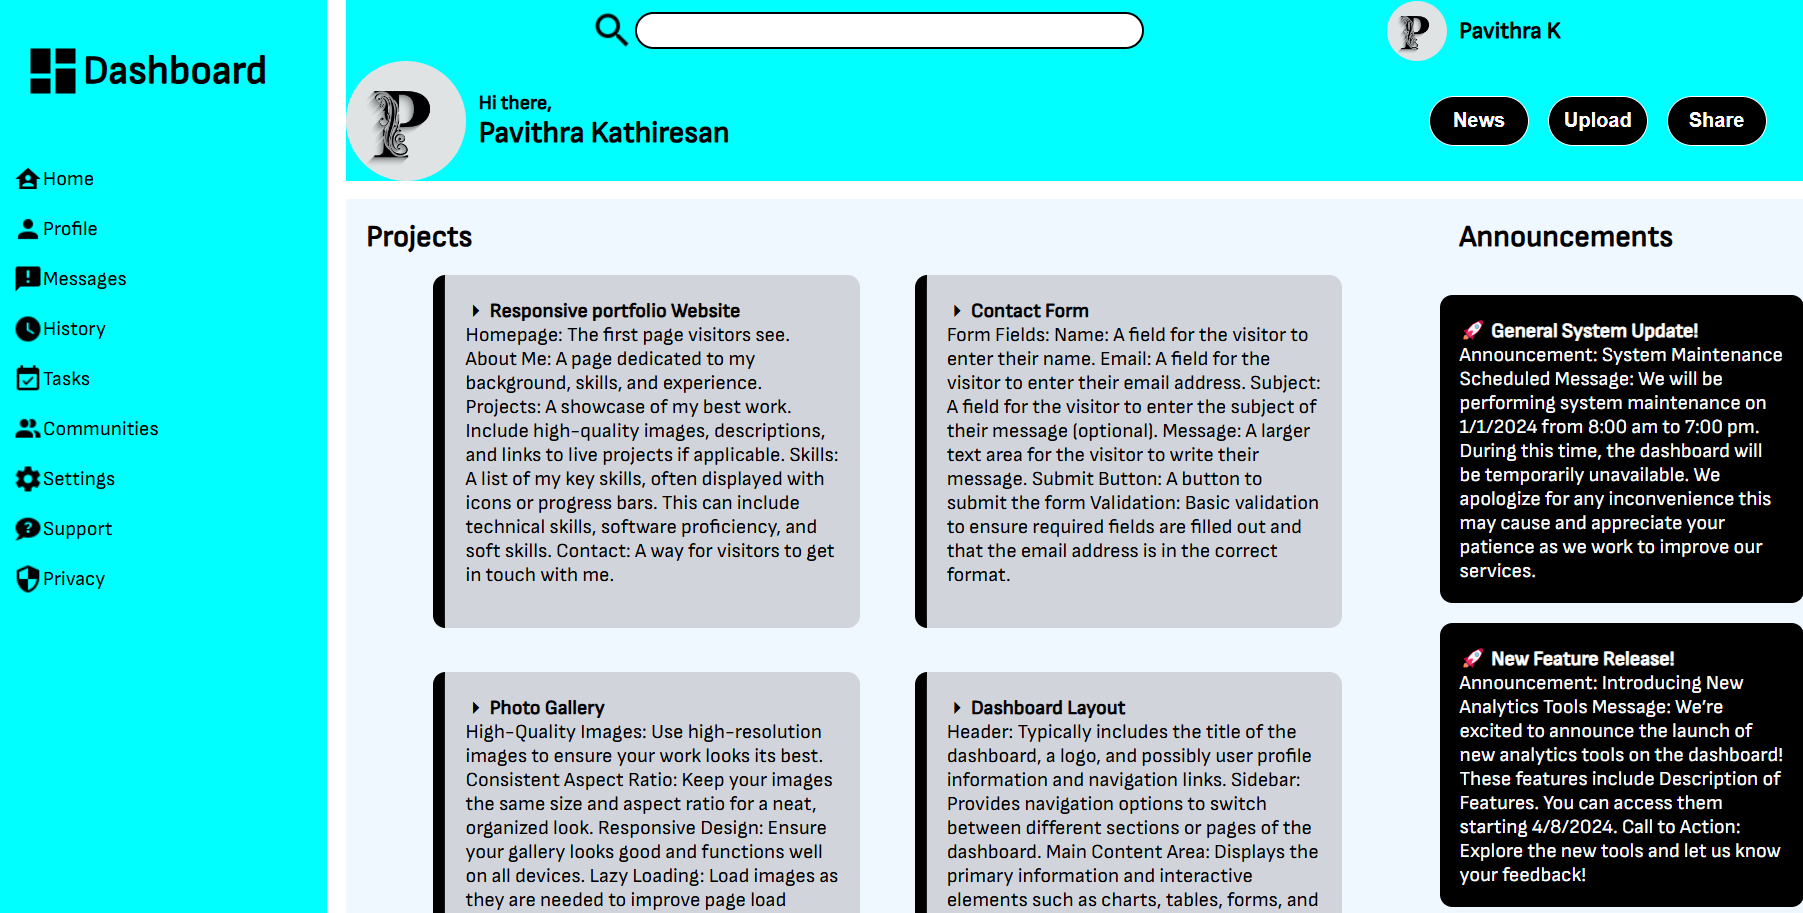 Dashboard
Home
Profile
Messages
History
Tasks
Communities
Settings
Support
Privacy
P
Pavithra K
P
Hi there,
Pavithra Kathiresan
News
Upload
Share
Projects
Responsive portfolio Website
Homepage: The first page visitors see.
About Me: A page dedicated to my
background, skills, and experience.
Projects: A showcase of my best work.
Include high-quality images, descriptions,
and links to live projects if applicable. Skills:
A list of my key skills, often displayed with
icons or progress bars. This can include
technical skills, software proficiency, and
soft skills. Contact: A way for visitors to get
in touch with me.
Contact Form
Form Fields: Name: A field for the visitor to
enter their name. Email: A field for the
visitor to enter their email address. Subject:
A field for the visitor to enter the subject of
their message (optional). Message: A larger
text area for the visitor to write their
message. Submit Button: A button to
submit the form Validation: Basic validation
to ensure required fields are filled out and
that the email address is in the correct
format.
Photo Gallery
High-Quality Images: Use high-resolution
images to ensure your work looks its best.
Consistent Aspect Ratio: Keep your images
the same size and aspect ratio for a neat,
organized look. Responsive Design: Ensure
your gallery looks good and functions well
on all devices. Lazy Loading: Load images as
they are needed to improve page load
Dashboard Layout
Header: Typically includes the title of the
dashboard, a logo, and possibly user profile
information and navigation links. Sidebar:
Provides navigation options to switch
between different sections or pages of the
dashboard. Main Content Area: Displays the
primary information and interactive
elements such as charts, tables, forms, and
Announcements
🚀 General System Update!
Announcement: System Maintenance
Scheduled Message: We will be
performing system maintenance on
1/1/2024 from 8:00 am to 7:00 pm.
During this time, the dashboard will
be temporarily unavailable. We
apologize for any inconvenience this
may cause and appreciate your
patience as we work to improve our
services.
🚀 New Feature Release!
Announcement: Introducing New
Analytics Tools Message: We’re
excited to announce the launch of
new analytics tools on the dashboard!
These features include Description of
Features. You can access them
starting 4/8/2024. Call to Action:
Explore the new tools and let us know
your feedback!